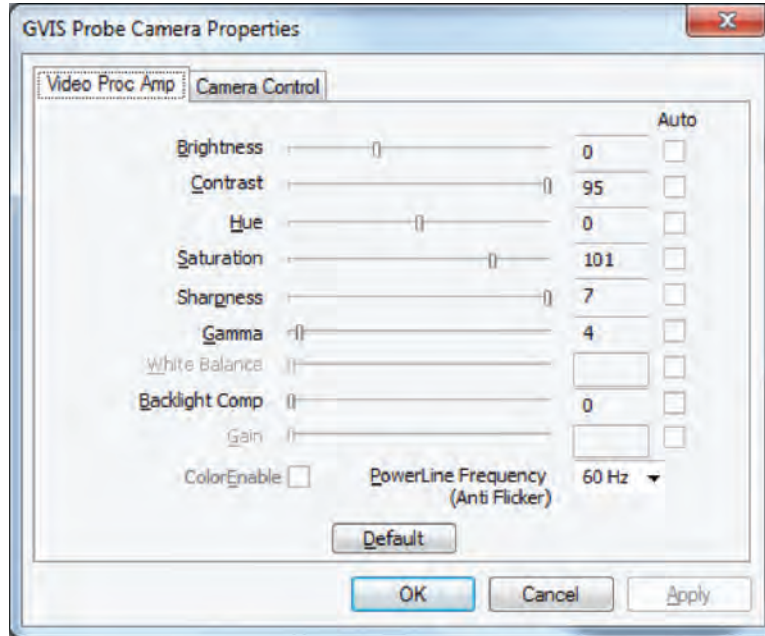 GVIS Probe Camera Properties
Video Proc Amp Camera Control
Auto
Brightness 0
Contrast 95
Hue 0
Saturation 101
Sharpness 7
Gamma 4
White Balance
Backlight Comp 0
Gain
ColorEnable PowerLine Frequency 60 Hz
(Anti Flicker)
Default
OK Cancel Apply